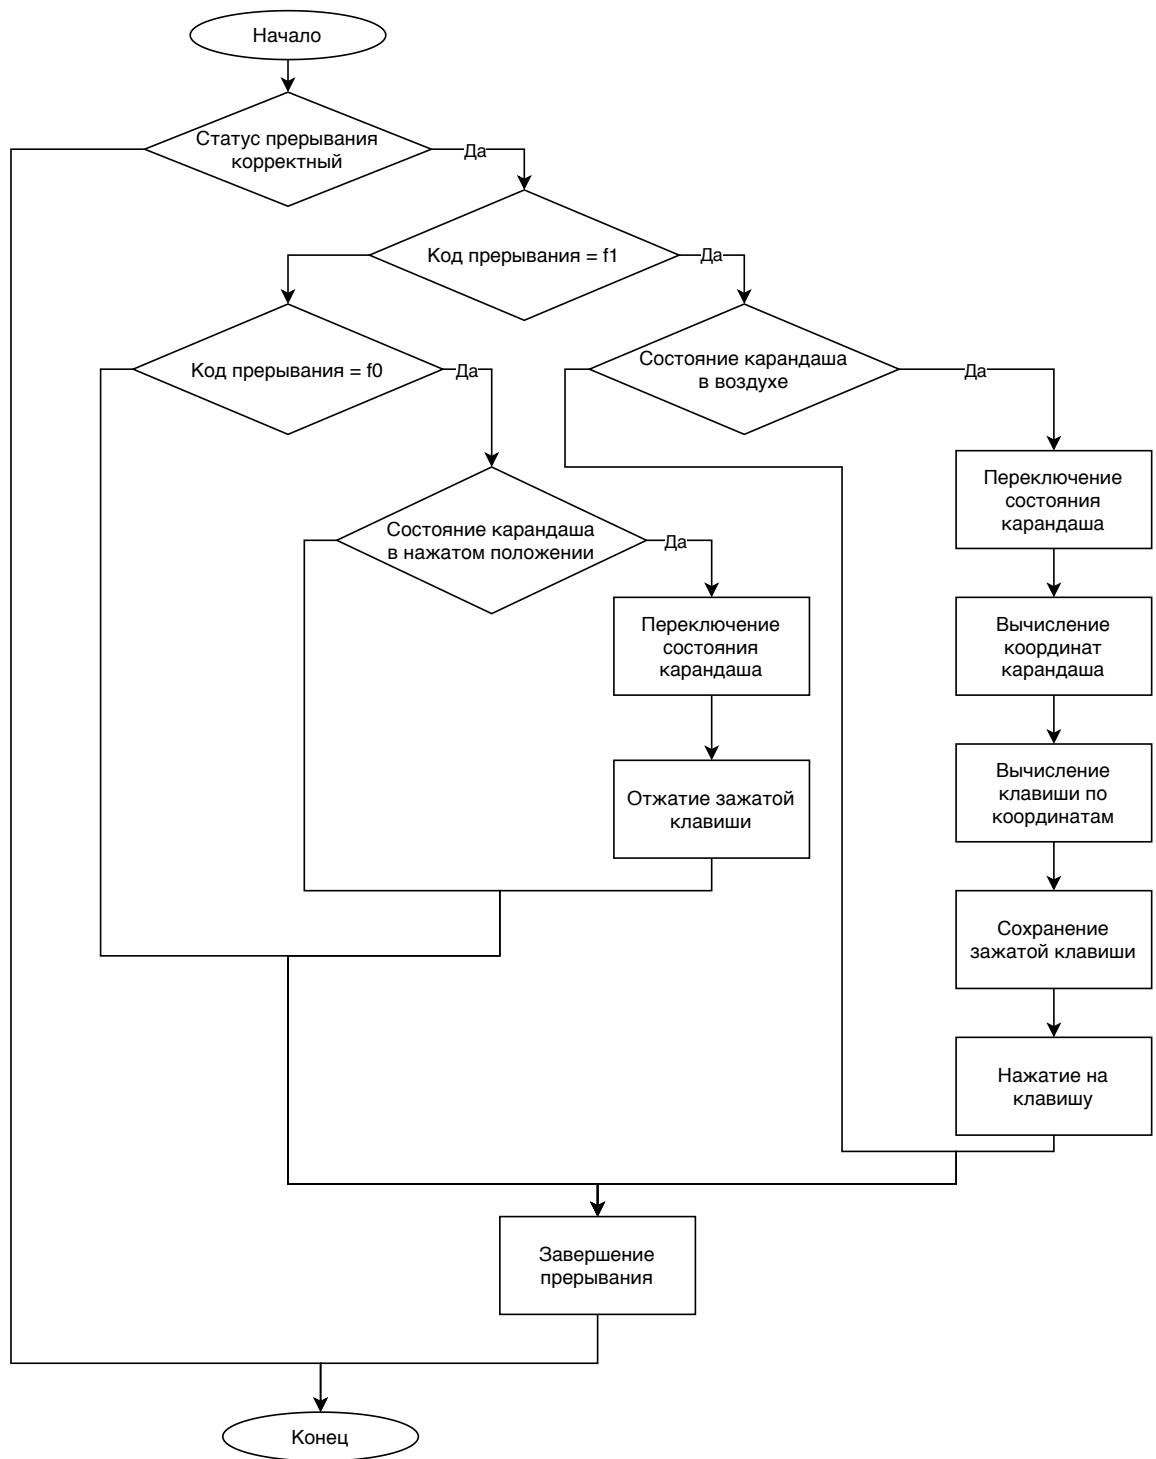 Начало
Статус прерывания
корректный
Да
Код прерывания = f1
Да
Код прерывания = f0
Да
Состояние карандаша
в воздухе
Да
Переключение
состояния
карандаша
Состояние карандаша
в нажатом положении
Да
Переключение
состояния
карандаша
Вычисление
координат
карандаша
Отжатие зажатой
клавиши
Вычисление
клавиши по
координатам
Сохранение
зажатой клавиши
Нажатие на
клавишу
Завершение
прерывания
Конец